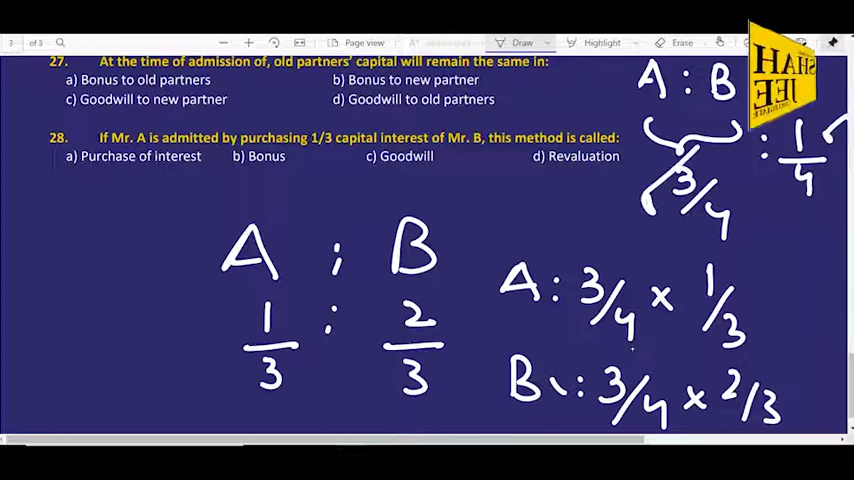 3 of 3 Page view Draw Highlight Erase
27. At the time of admission of, old partners' capital will remain the same in:
a) Bonus to old partners b) Bonus to new partner
c) Goodwill to new partner d) Goodwill to old partners
28. If Mr. A is admitted by purchasing 1/3 capital interest of Mr. B, this method is called:
a) Purchase of interest b) Bonus c) Goodwill d) Revaluation
SHAH
JEE
A : B
3/4 : 1/4
A : B
1/3 : 2/3
A : 3/4 × 1/3
B : 3/4 × 2/3